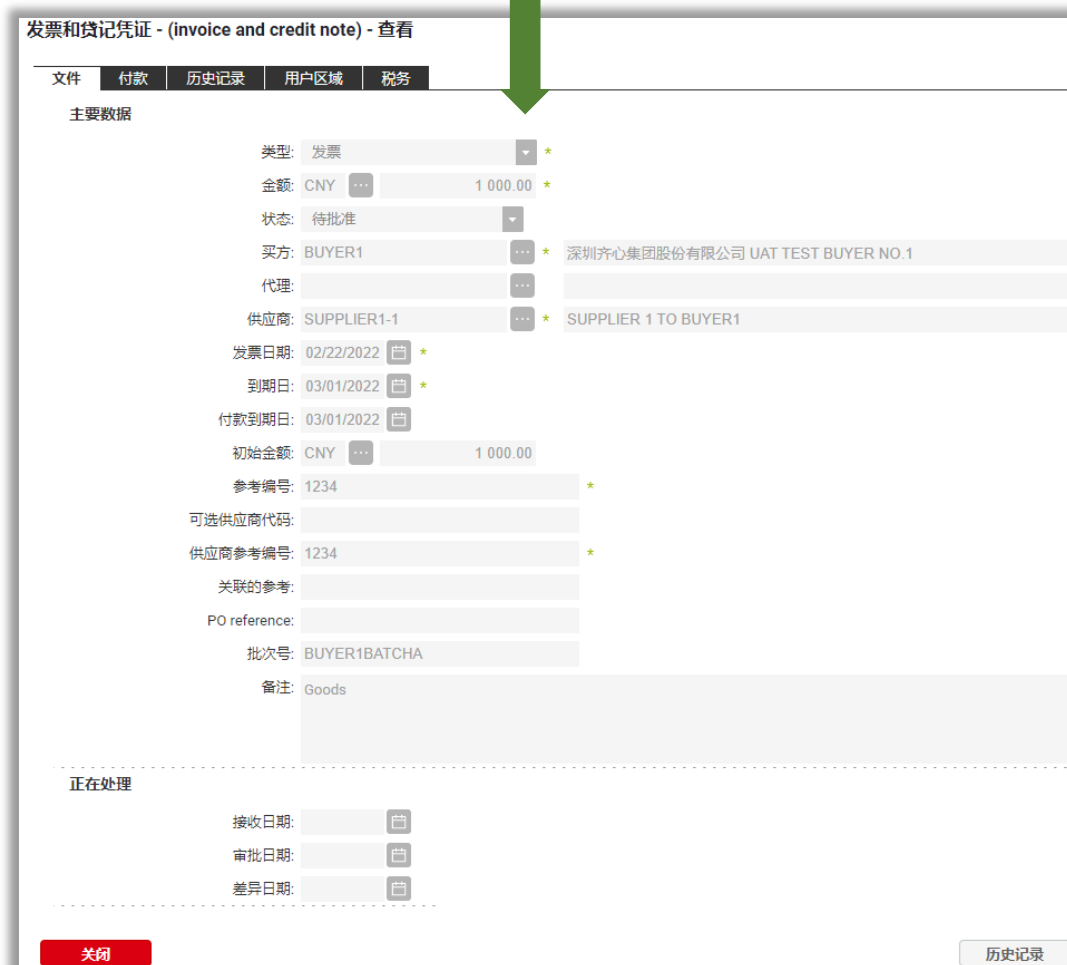 发票和贷记凭证 - (invoice and credit note) - 查看
文件 付款 历史记录 用户区域 税务
主要数据
类型: 发票 *
金额: CNY ... 1 000.00 *
状态: 待批准
买方: BUYER1 ... * 深圳齐心集团股份有限公司 UAT TEST BUYER NO.1
代理: ...
供应商: SUPPLIER1-1 ... * SUPPLIER 1 TO BUYER1
发票日期: 02/22/2022 *
到期日: 03/01/2022 *
付款到期日: 03/01/2022
初始金额: CNY ... 1 000.00
参考编号: 1234 *
可选供应商代码:
供应商参考编号: 1234 *
关联的参考:
PO reference:
批次号: BUYER1BATCHA
备注: Goods
正在处理
接收日期:
审批日期:
差异日期:
关闭 历史记录